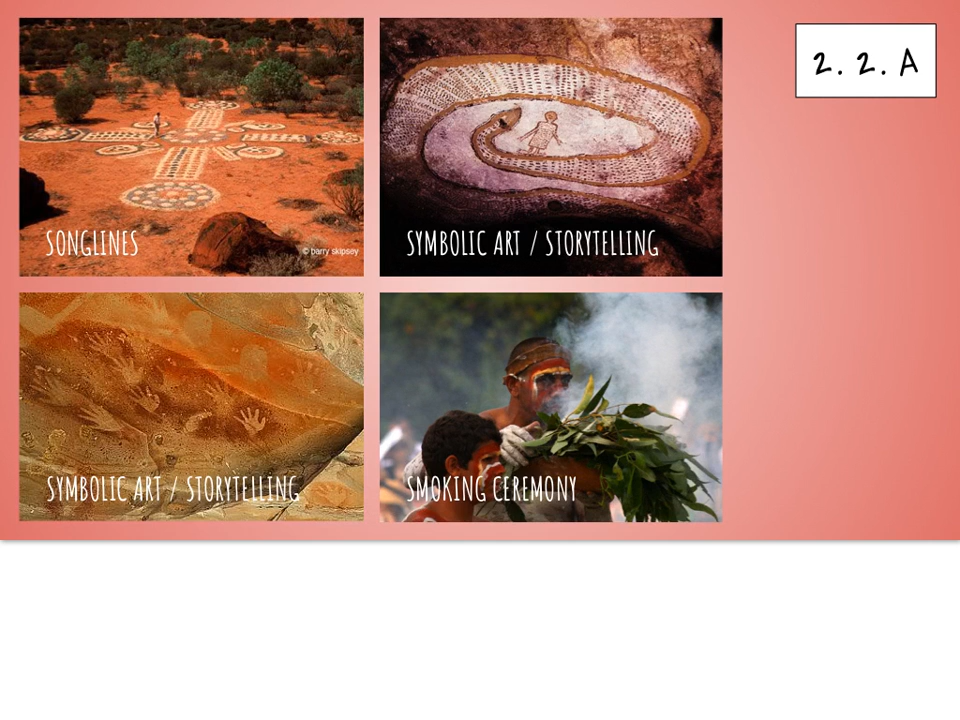 2. 2. A
SONGLINES
© barry skipsey
SYMBOLIC ART / STORYTELLING
SYMBOLIC ART / STORYTELLING
SMOKING CEREMONY